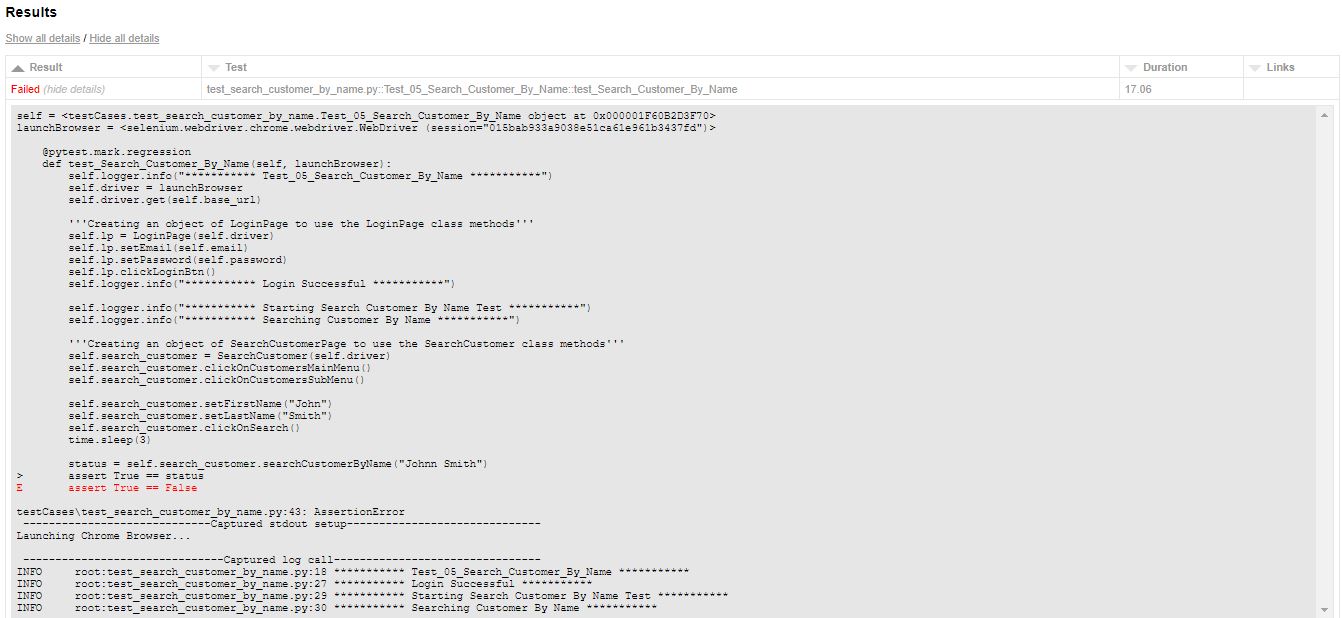 Results
Show all details / Hide all details
Result Test Duration Links
Failed (hide details) test_search_customer_by_name.py::Test_05_Search_Customer_By_Name::test_Search_Customer_By_Name 17.06
self = <testCases.test_search_customer_by_name.Test_05_Search_Customer_By_Name object at 0x000001F60B2D3F70>
launchBrowser = <selenium.webdriver.chrome.webdriver.WebDriver (session="015bab933a9038e51ca61e961b3437fd")>
@pytest.mark.regression
def test_Search_Customer_By_Name(self, launchBrowser):
self.logger.info("*********** Test_05_Search_Customer_By_Name ***********")
self.driver = launchBrowser
self.driver.get(self.base_url)
'''Creating an object of LoginPage to use the LoginPage class methods'''
self.lp = LoginPage(self.driver)
self.lp.setEmail(self.email)
self.lp.setPassword(self.password)
self.lp.clickLoginBtn()
self.logger.info("*********** Login Successful ***********")
self.logger.info("*********** Starting Search Customer By Name Test ***********")
self.logger.info("*********** Searching Customer By Name ***********")
'''Creating an object of SearchCustomerPage to use the SearchCustomer class methods'''
self.search_customer = SearchCustomer(self.driver)
self.search_customer.clickOnCustomersMainMenu()
self.search_customer.clickOnCustomersSubMenu()
self.search_customer.setFirstName("John")
self.search_customer.setLastName("Smith")
self.search_customer.clickOnSearch()
time.sleep(3)
status = self.search_customer.searchCustomerByName("Johnn Smith")
> assert True == status
E assert True == False
testCases\test_search_customer_by_name.py:43: AssertionError
-----------------------------Captured stdout setup------------------------------
Launching Chrome Browser...
-------------------------------Captured log call--------------------------------
INFO root:test_search_customer_by_name.py:18 *********** Test_05_Search_Customer_By_Name ***********
INFO root:test_search_customer_by_name.py:27 *********** Login Successful ***********
INFO root:test_search_customer_by_name.py:29 *********** Starting Search Customer By Name Test ***********
INFO root:test_search_customer_by_name.py:30 *********** Searching Customer By Name ***********